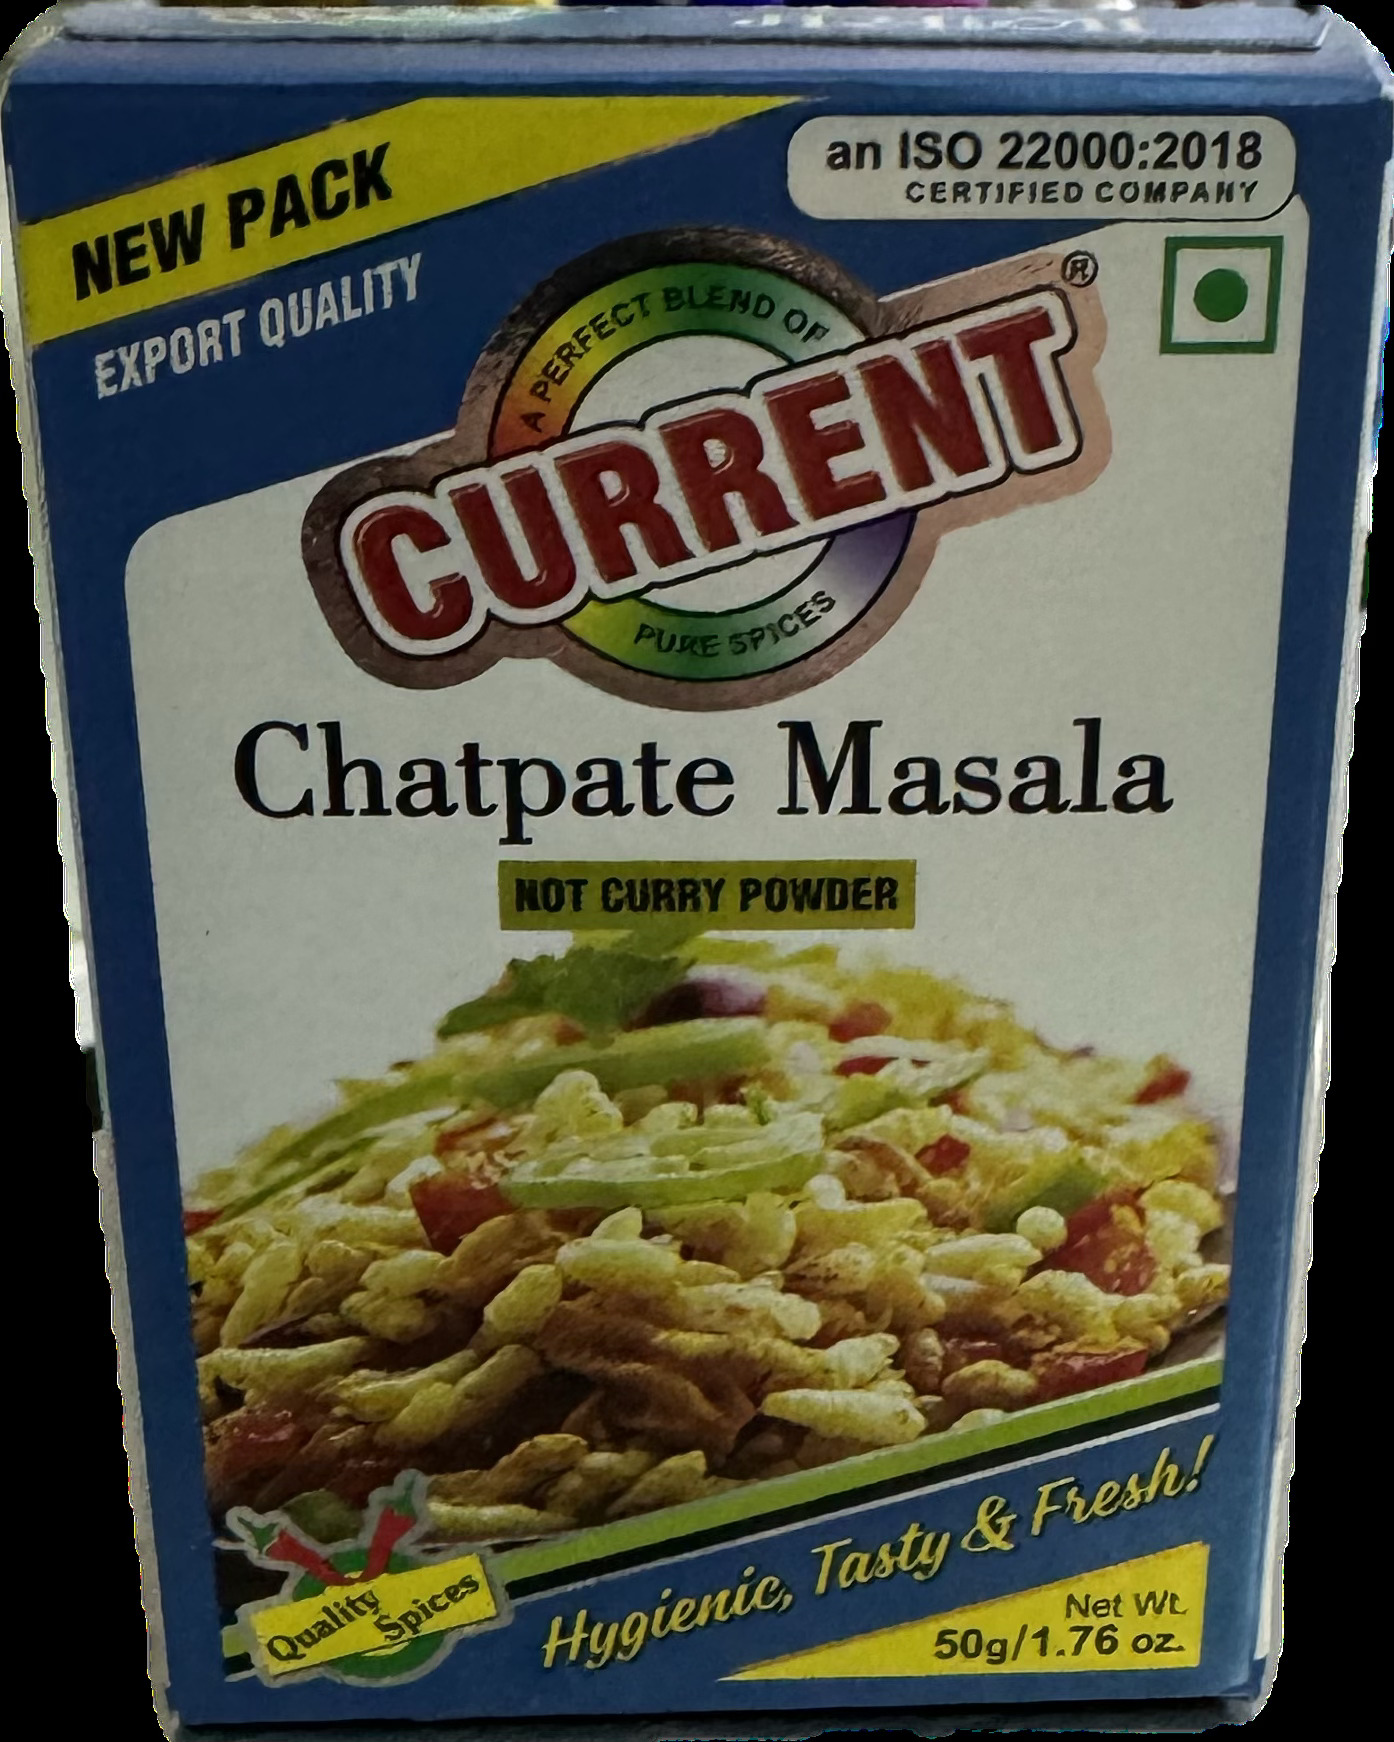 NEW PACK
EXPORT QUALITY
an ISO 22000:2018
CERTIFIED COMPANY
A PERFECT BLEND OF
CURRENT®
PURE SPICES
Chatpate Masala
NOT CURRY POWDER
Quality
Spices
Hygienic, Tasty & Fresh!
Net Wt.
50g/1.76 oz.